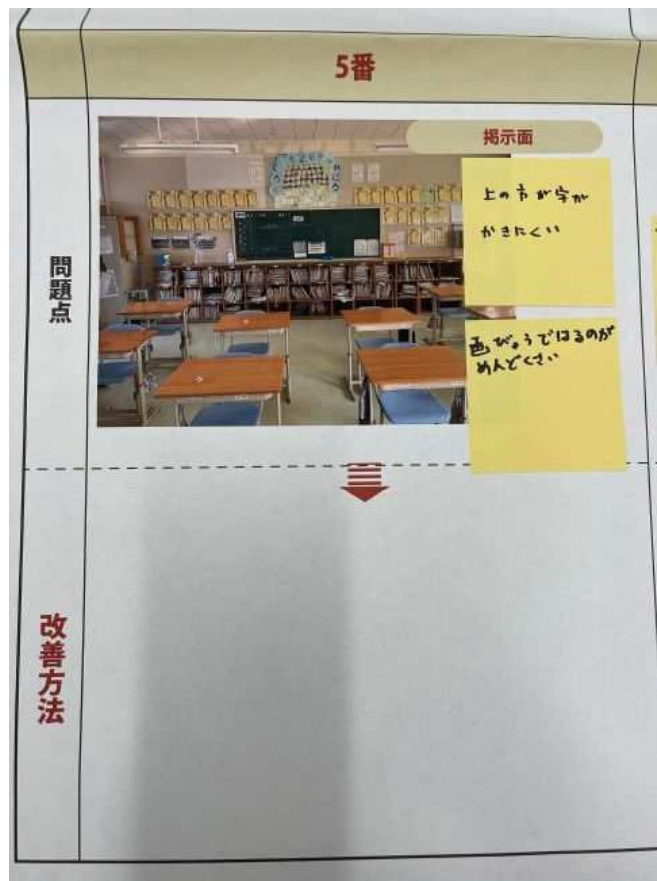 5番
問題点
掲示面
上の方が字が
かきにくい
画びょうではるのが
めんどくさい
改善方法